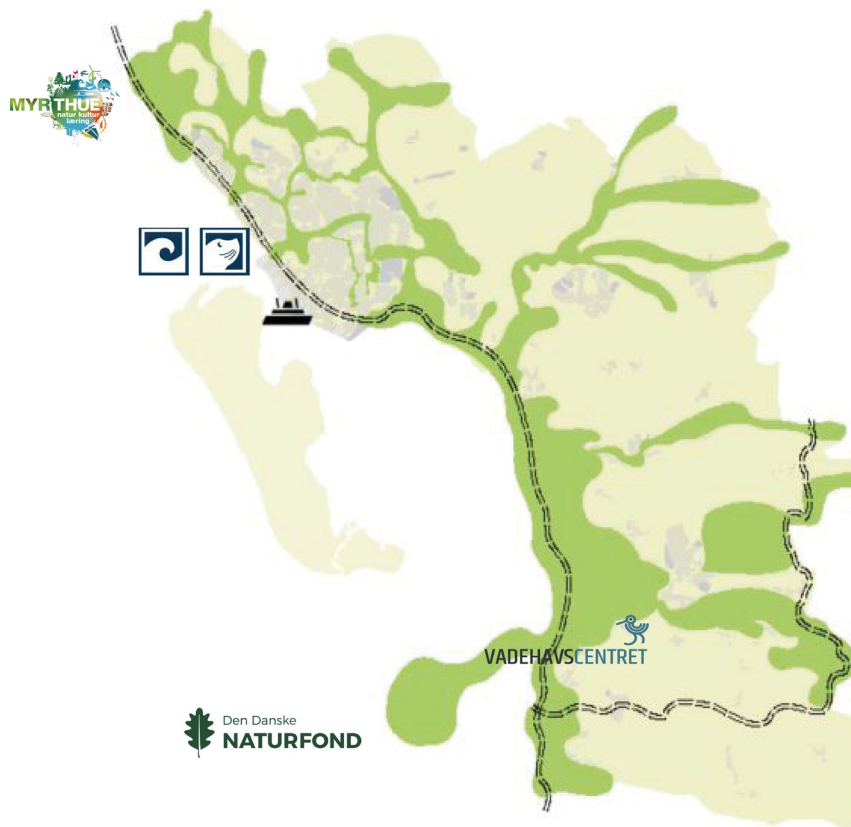 MYRTHUE
natur kultur
læring
VADEHAVSCENTRET
Den Danske
NATURFOND